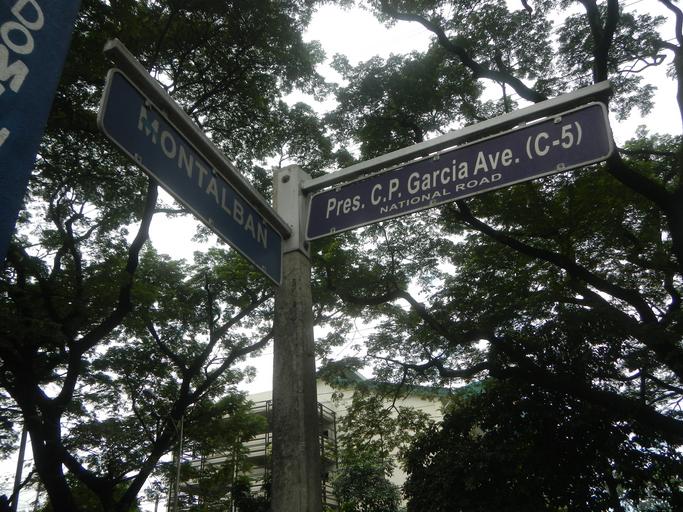 MONTALBAN
Pres. C.P. Garcia Ave. (C-5)
NATIONAL ROAD